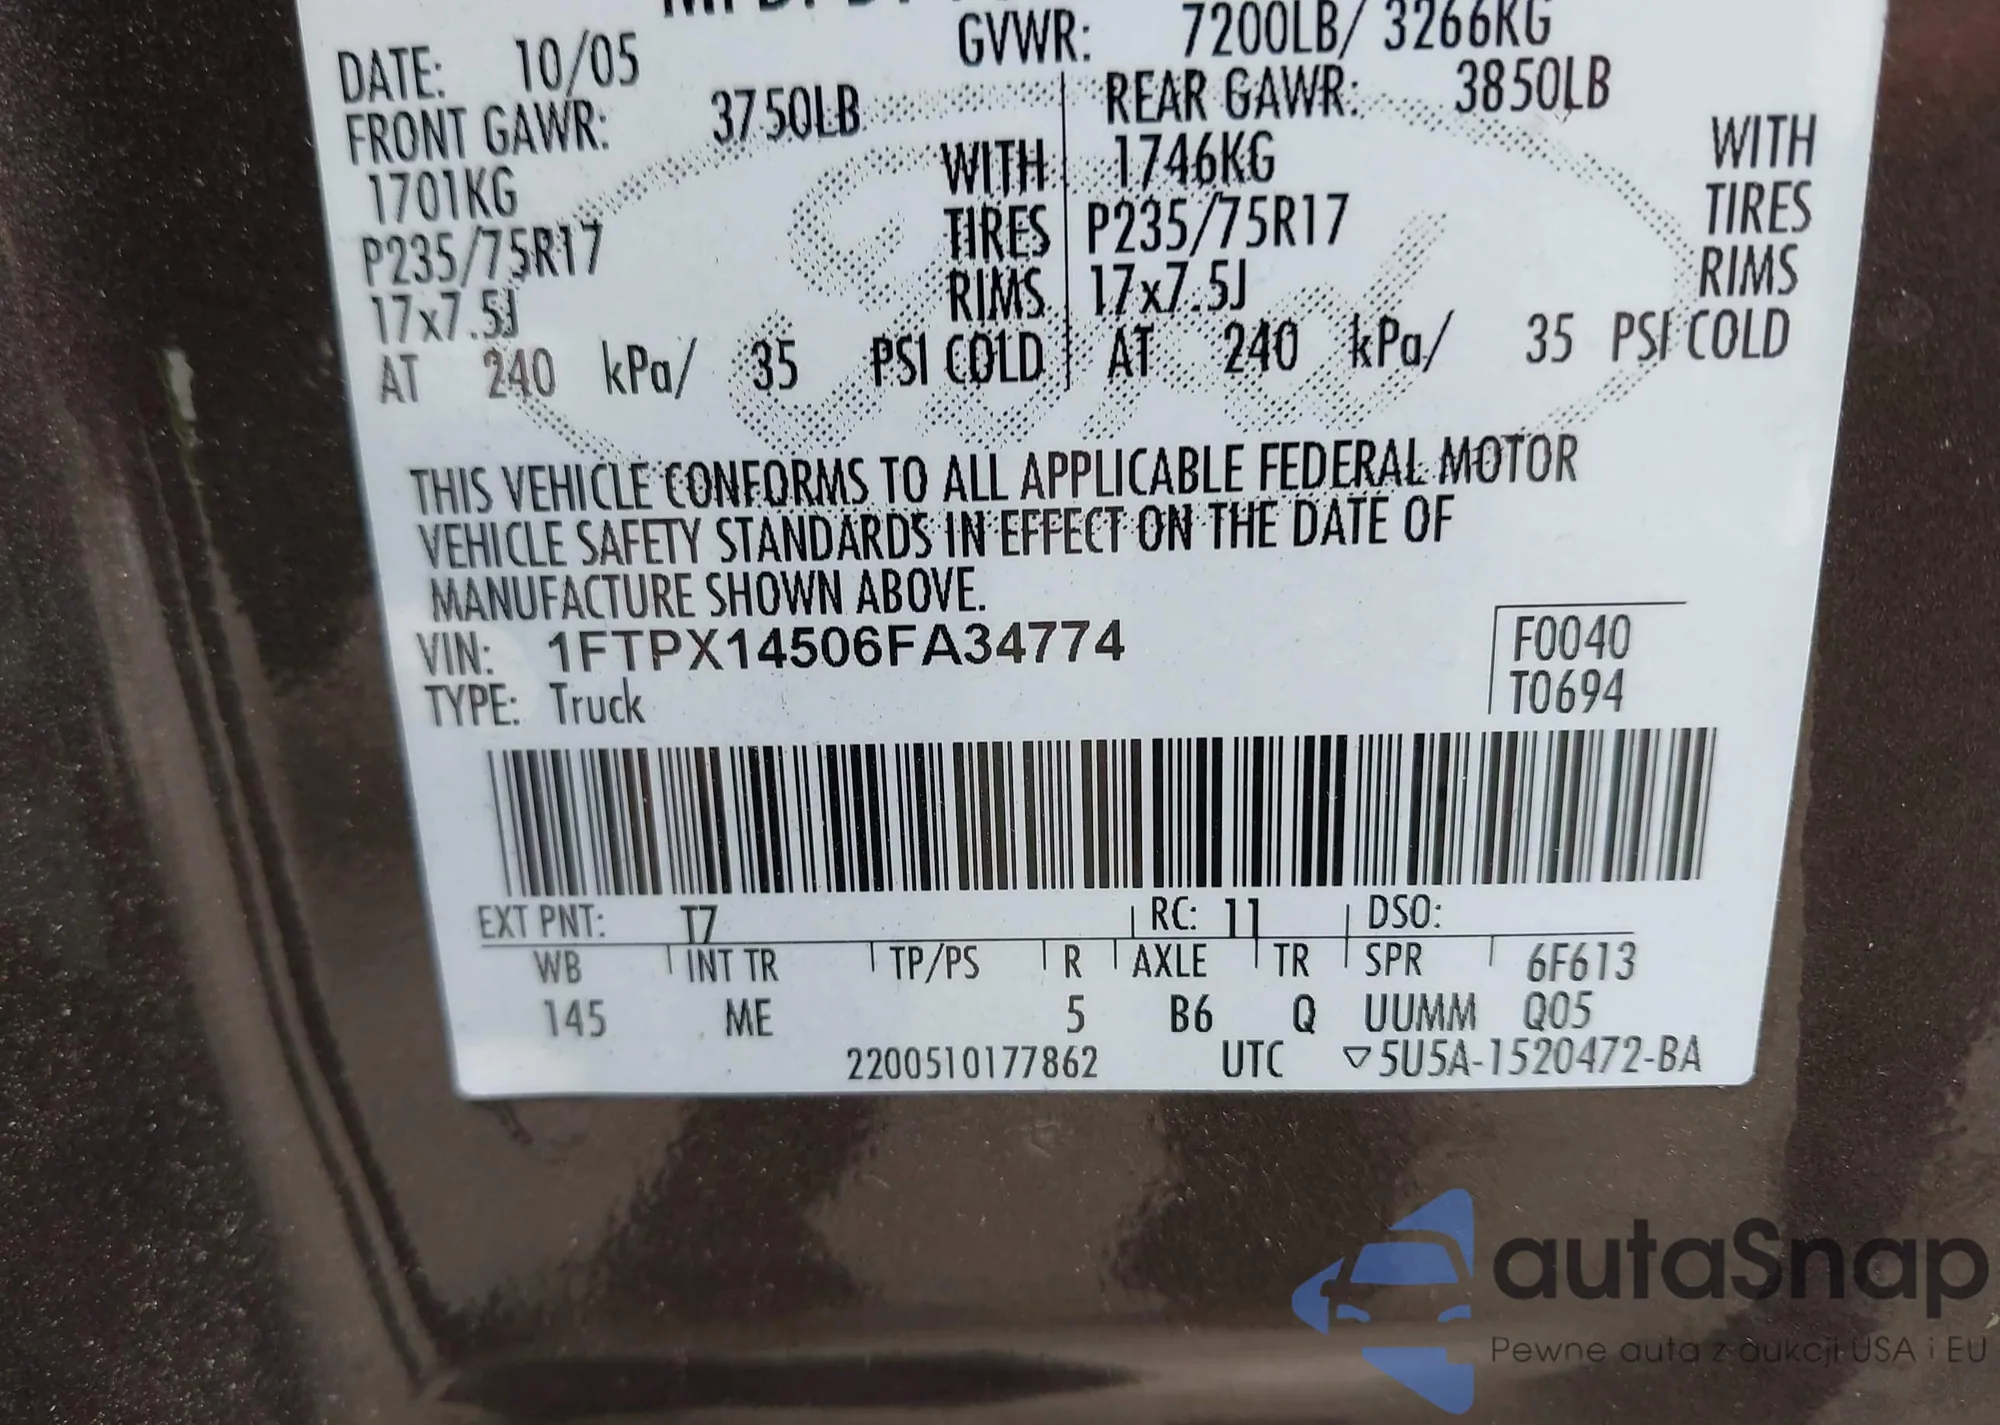 DATE: 10/05 GVWR: 7200LB/ 3266KG
FRONT GAWR: 3750LB REAR GAWR: 3850LB
1701KG WITH 1746KG WITH
P235/75R17 TIRES P235/75R17 TIRES
17x7.5J RIMS 17x7.5J RIMS
AT 240 kPa/ 35 PSI COLD AT 240 kPa/ 35 PSI COLD
THIS VEHICLE CONFORMS TO ALL APPLICABLE FEDERAL MOTOR
VEHICLE SAFETY STANDARDS IN EFFECT ON THE DATE OF
MANUFACTURE SHOWN ABOVE.
VIN: 1FTPX14506FA34774 F0040
TYPE: Truck T0694
EXT PNT: T7 RC: 11 DSO:
WB INT TR TP/PS R AXLE TR SPR 6F613
145 ME 5 B6 Q UUMM Q05
2200510177862 UTC ▽5U5A-1520472-BA
autaSnap
Pewne auta z aukcji USA i EU